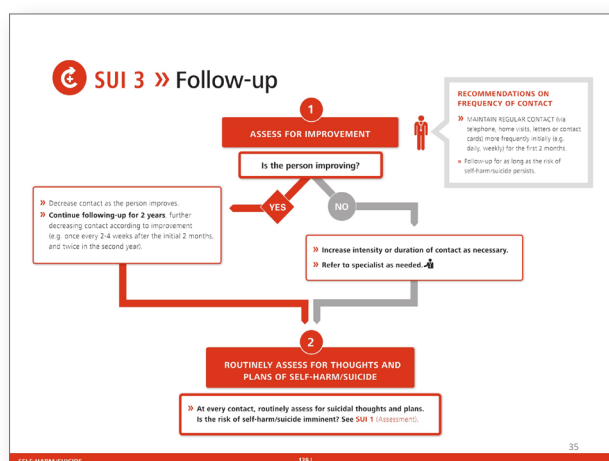 SUI 3 » Follow-up
1
ASSESS FOR IMPROVEMENT
Is the person improving?
RECOMMENDATIONS ON
FREQUENCY OF CONTACT
» MAINTAIN REGULAR CONTACT (via
telephone, home visits, letters or contact
cards) more frequently initially (e.g.
daily, weekly) for the first 2 months.
» Follow-up for as long as the risk of
self-harm/suicide persists.
YES
NO
» Decrease contact as the person improves.
» Continue following-up for 2 years, further
decreasing contact according to improvement
(e.g. once every 2-4 weeks after the initial 2 months,
and twice in the second year).
» Increase intensity or duration of contact as necessary.
» Refer to specialist as needed.
2
ROUTINELY ASSESS FOR THOUGHTS AND
PLANS OF SELF-HARM/SUICIDE
» At every contact, routinely assess for suicidal thoughts and plans.
Is the risk of self-harm/suicide imminent? See SUI 1 (Assessment).
35
SELF-HARM/SUICIDE